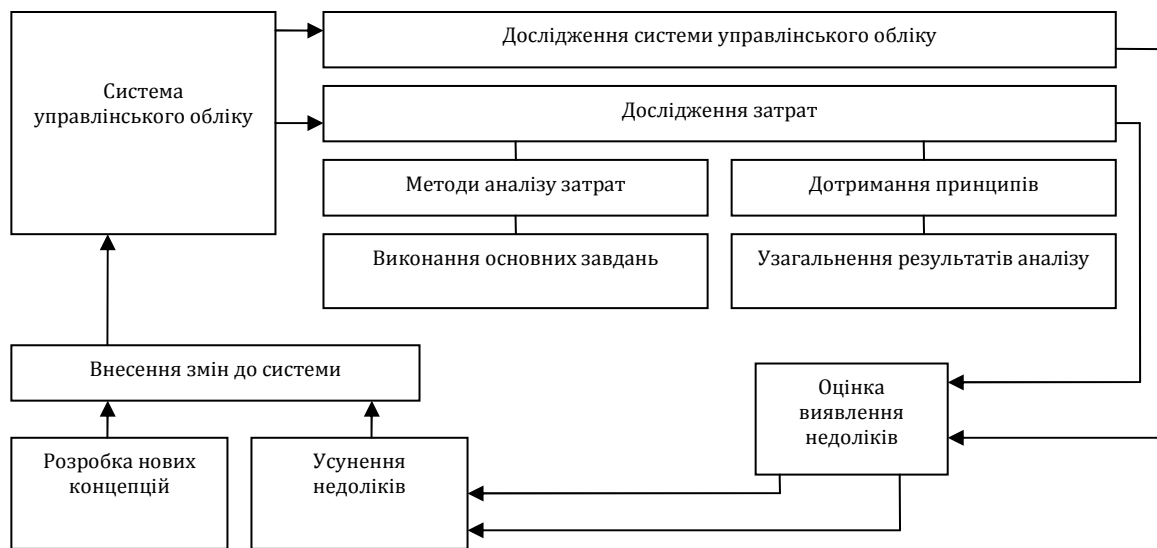 Система
управлінського обліку
Дослідження системи управлінського обліку
Дослідження затрат
Методи аналізу затрат
Дотримання принципів
Виконання основних завдань
Узагальнення результатів аналізу
Внесення змін до системи
Оцінка
виявлення
недоліків
Розробка нових
концепцій
Усунення
недоліків